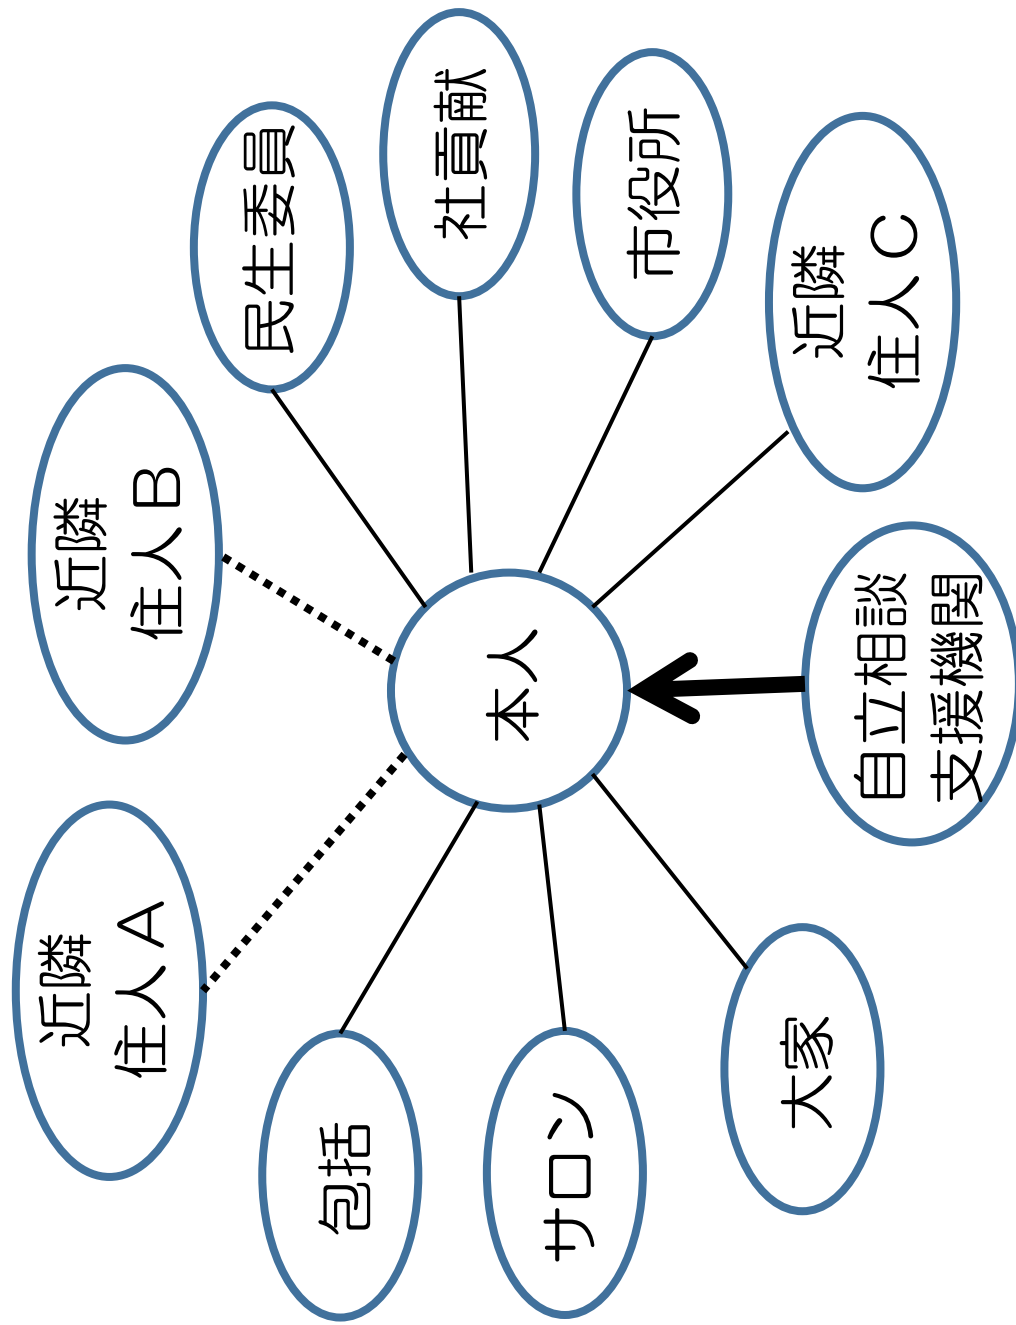 近隣
住人A
近隣
住人B
民生委員
社貢献
包括
本人
市役所
サロン
近隣
住人C
大家
自立相談
支援機関